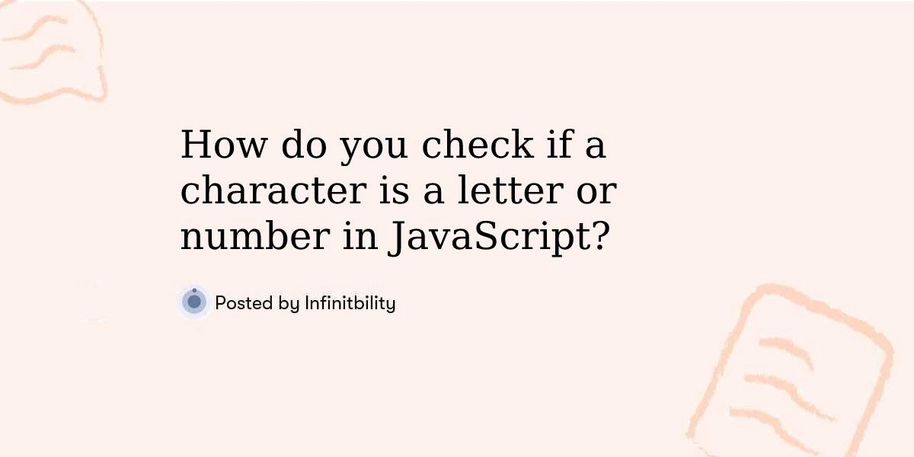 How do you check if a
character is a letter or
number in JavaScript?
Posted by Infinitbility